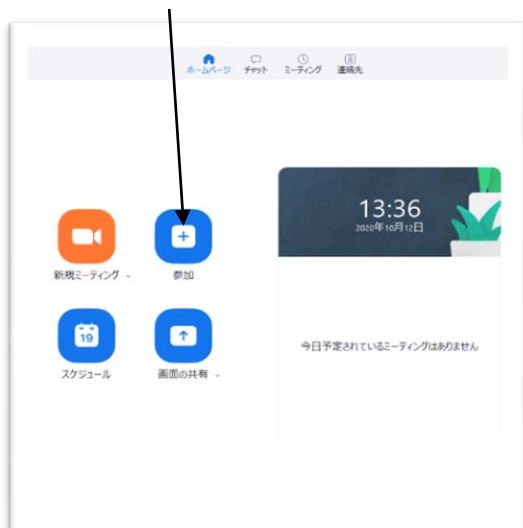 ホームページ チャット ミーティング 連絡先
13:36
2020年10月12日
新規ミーティング 参加
19
スケジュール 画面の共有
今日予定されているミーティングはありません